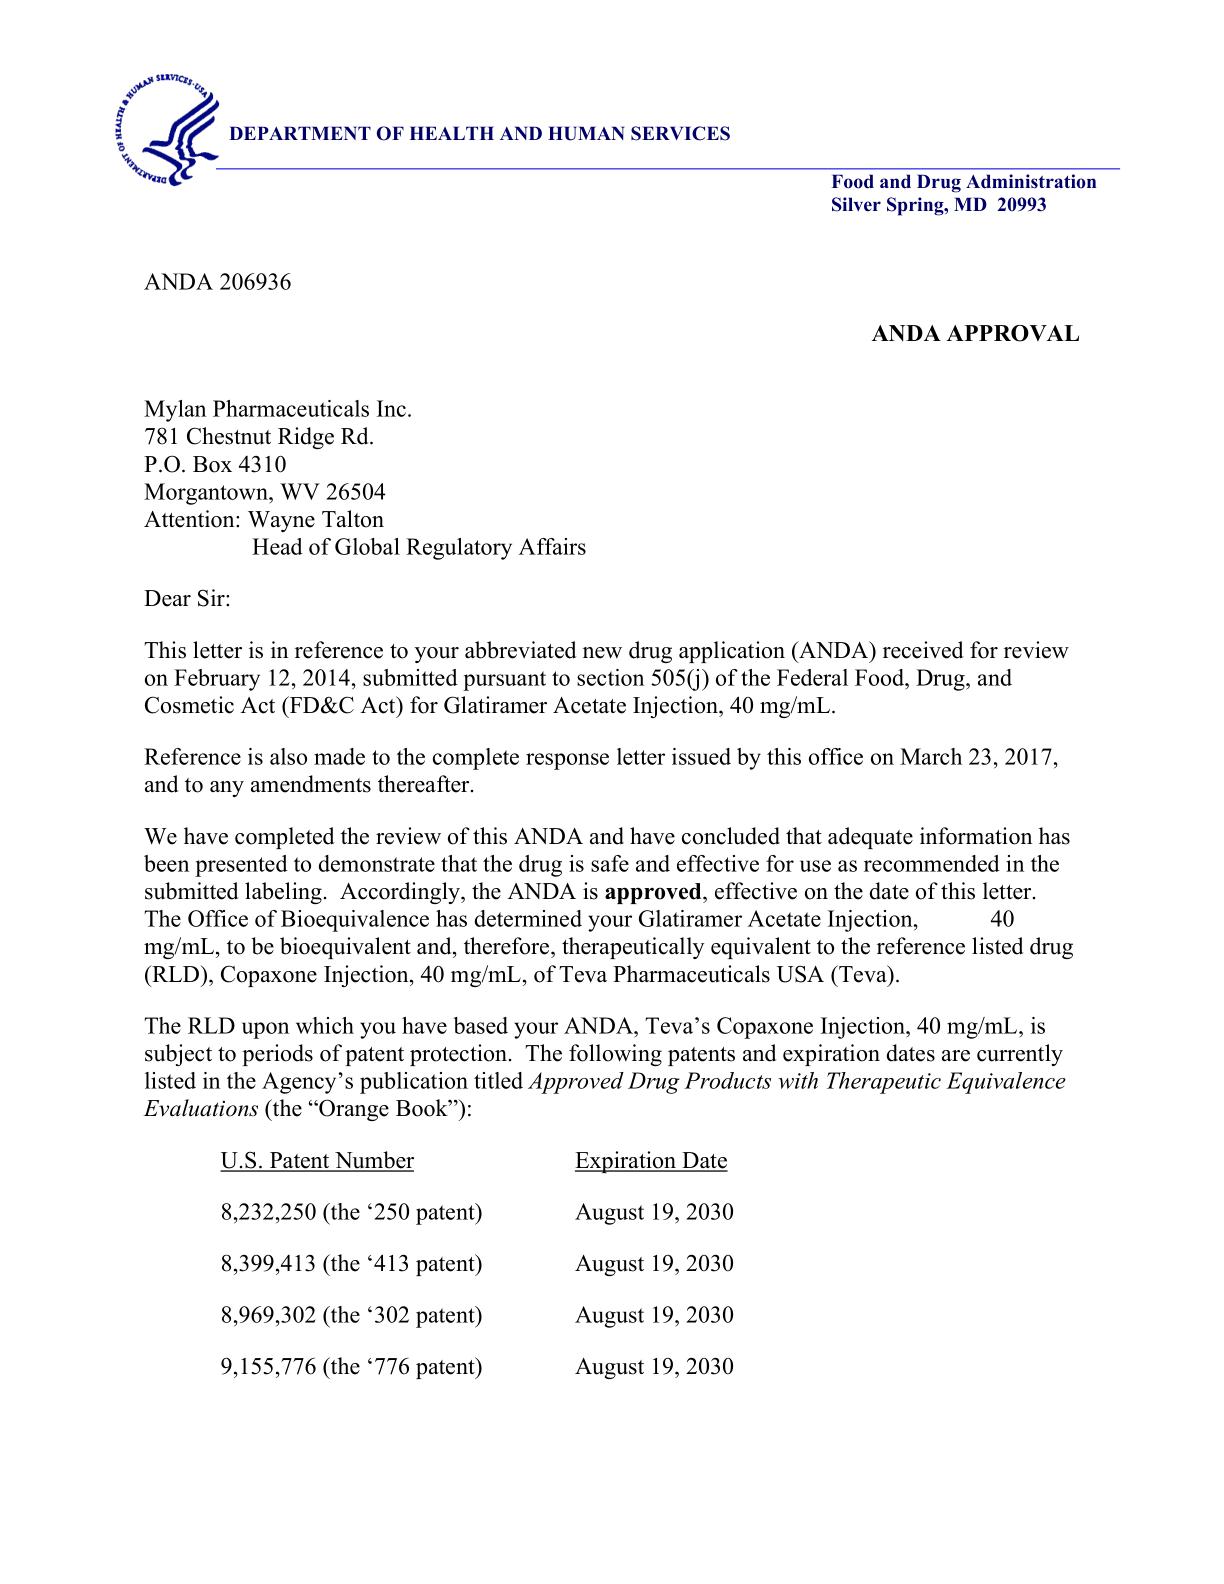 DEPARTMENT OF HEALTH & HUMAN SERVICES·USA
DEPARTMENT OF HEALTH AND HUMAN SERVICES
Food and Drug Administration
Silver Spring, MD  20993
ANDA 206936
ANDA APPROVAL
Mylan Pharmaceuticals Inc.
781 Chestnut Ridge Rd.
P.O. Box 4310
Morgantown, WV 26504
Attention: Wayne Talton
Head of Global Regulatory Affairs
Dear Sir:
This letter is in reference to your abbreviated new drug application (ANDA) received for review
on February 12, 2014, submitted pursuant to section 505(j) of the Federal Food, Drug, and
Cosmetic Act (FD&C Act) for Glatiramer Acetate Injection, 40 mg/mL.
Reference is also made to the complete response letter issued by this office on March 23, 2017,
and to any amendments thereafter.
We have completed the review of this ANDA and have concluded that adequate information has
been presented to demonstrate that the drug is safe and effective for use as recommended in the
submitted labeling.  Accordingly, the ANDA is approved, effective on the date of this letter.
The Office of Bioequivalence has determined your Glatiramer Acetate Injection, 40
mg/mL, to be bioequivalent and, therefore, therapeutically equivalent to the reference listed drug
(RLD), Copaxone Injection, 40 mg/mL, of Teva Pharmaceuticals USA (Teva).
The RLD upon which you have based your ANDA, Teva’s Copaxone Injection, 40 mg/mL, is
subject to periods of patent protection.  The following patents and expiration dates are currently
listed in the Agency’s publication titled Approved Drug Products with Therapeutic Equivalence
Evaluations (the “Orange Book”):
U.S. Patent Number Expiration Date
8,232,250 (the ‘250 patent) August 19, 2030
8,399,413 (the ‘413 patent) August 19, 2030
8,969,302 (the ‘302 patent) August 19, 2030
9,155,776 (the ‘776 patent) August 19, 2030